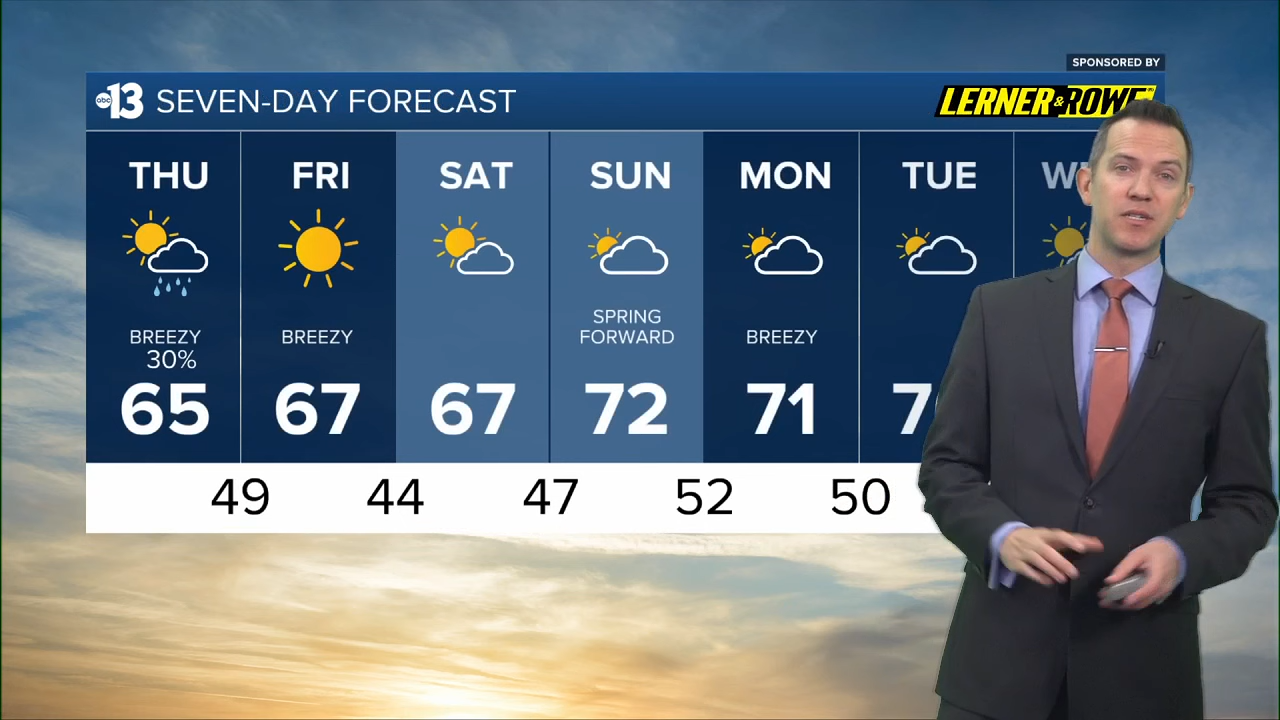 SPONSORED BY
abc 13 SEVEN-DAY FORECAST
LERNER & ROWE
THU FRI SAT SUN MON TUE
SPRING
BREEZY BREEZY FORWARD BREEZY
30%
65 67 67 72 71
49 44 47 52 50